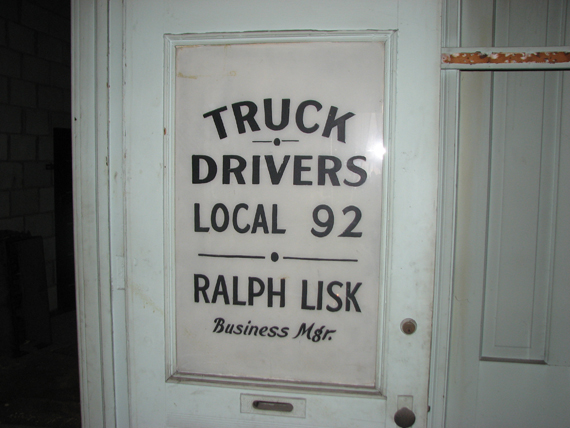 TRUCK
DRIVERS
LOCAL 92
RALPH LISK
Business Mgr.